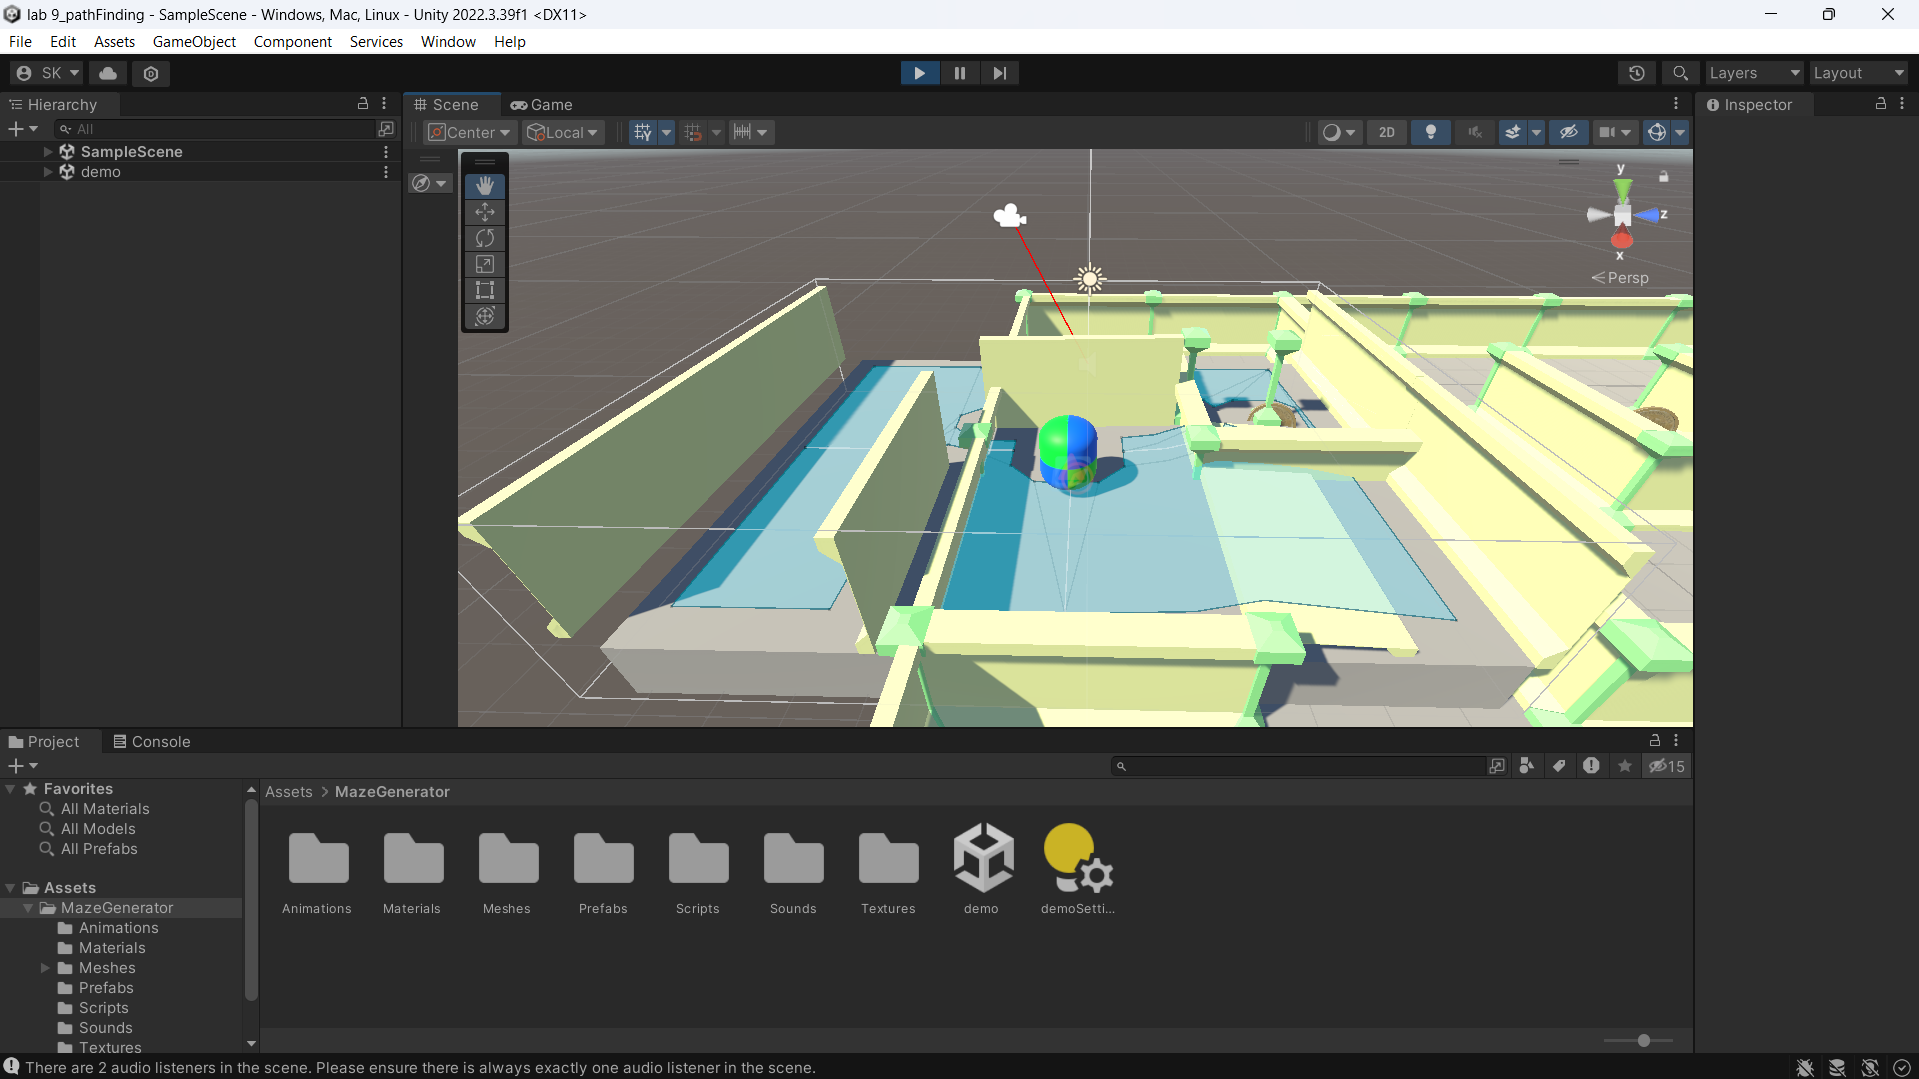 lab 9_pathFinding - SampleScene - Windows, Mac, Linux - Unity 2022.3.39f1 <DX11>
File Edit Assets GameObject Component Services Window Help
SK Layers Layout
Hierarchy Scene Game Inspector
All Center Local 2D
SampleScene
demo
y
z
x
Persp
Project Console
15
Favorites
All Materials
All Models
All Prefabs
Assets
MazeGenerator
Animations
Materials
Meshes
Prefabs
Scripts
Sounds
Textures
Assets > MazeGenerator
Animations Materials Meshes Prefabs Scripts Sounds Textures demo demoSetti...
There are 2 audio listeners in the scene. Please ensure there is always exactly one audio listener in the scene.